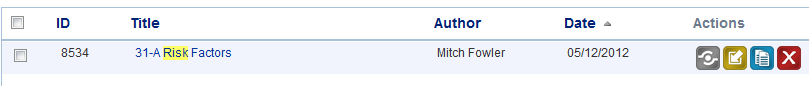 ID Title Author Date Actions
8534 31-A Risk Factors Mitch Fowler 05/12/2012